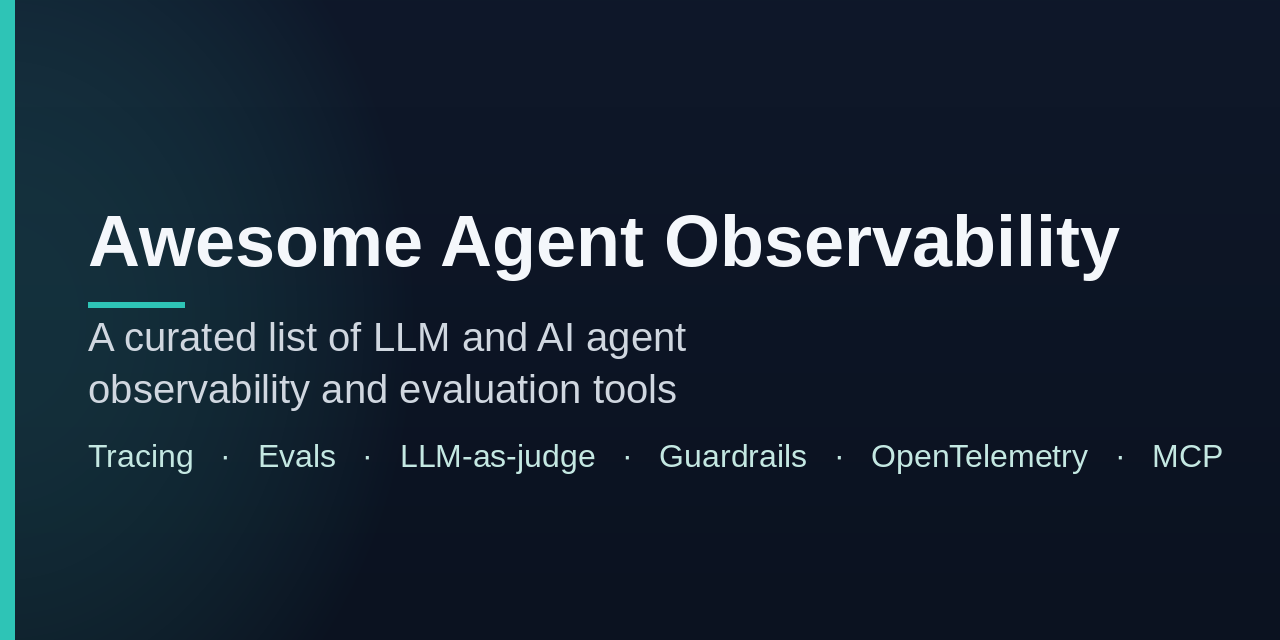 Awesome Agent Observability
A curated list of LLM and AI agent
observability and evaluation tools
Tracing · Evals · LLM-as-judge · Guardrails · OpenTelemetry · MCP